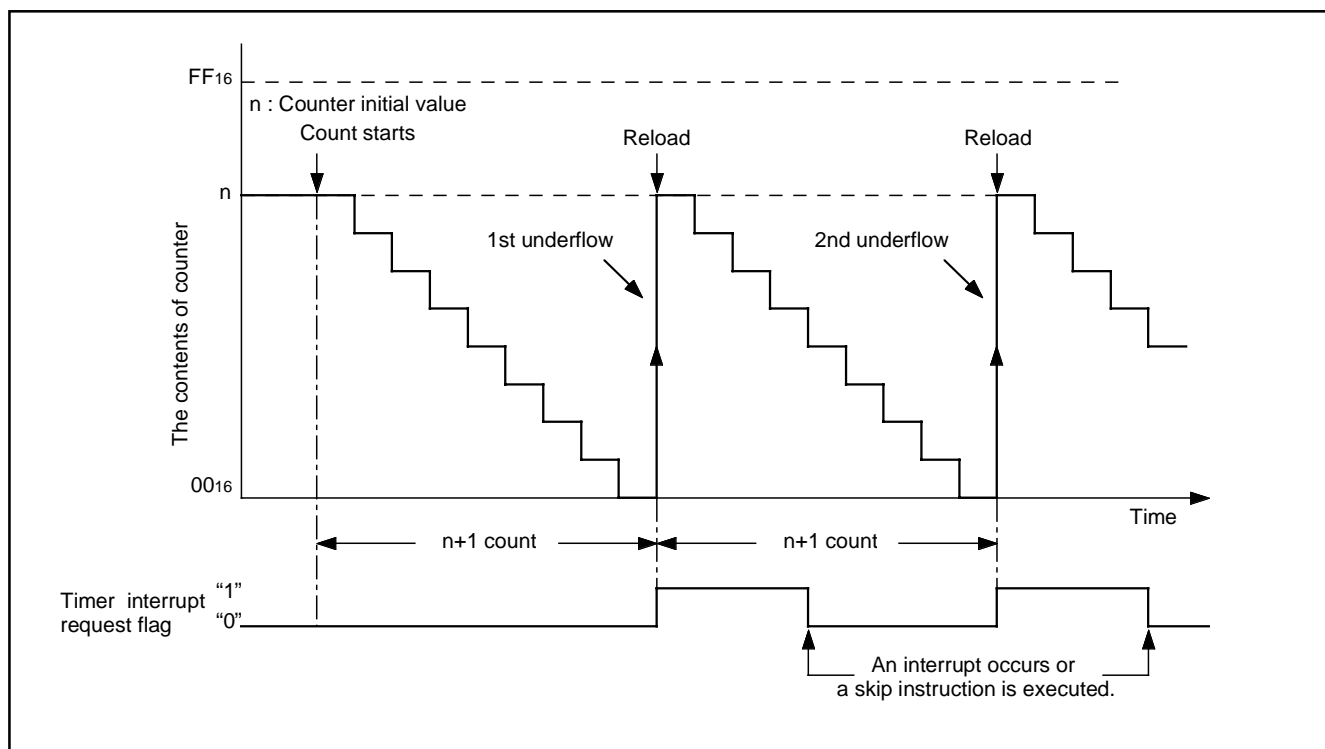 FF16
n : Counter initial value
Count starts
Reload
Reload
n
1st underflow
2nd underflow
The contents of counter
0016
Time
n+1 count
n+1 count
Timer interrupt
request flag
“1”
“0”
An interrupt occurs or
a skip instruction is executed.